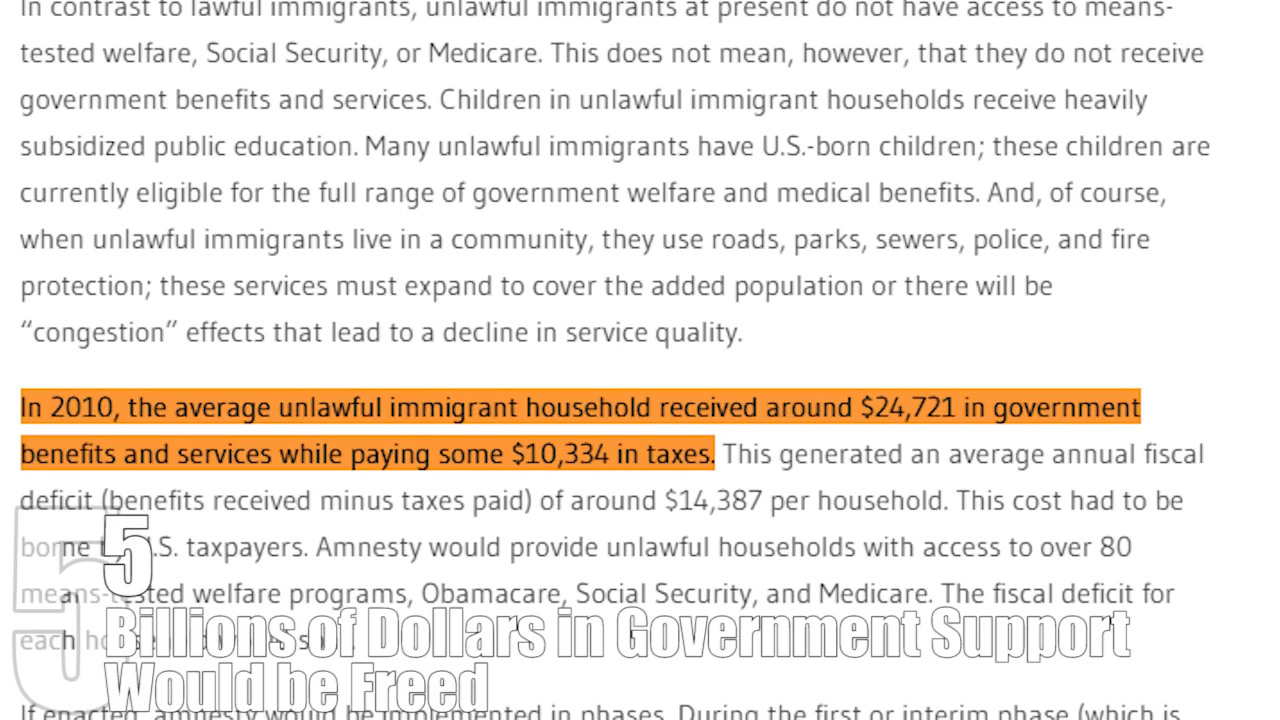 In contrast to lawful immigrants, unlawful immigrants at present do not have access to means-
tested welfare, Social Security, or Medicare. This does not mean, however, that they do not receive
government benefits and services. Children in unlawful immigrant households receive heavily
subsidized public education. Many unlawful immigrants have U.S.-born children; these children are
currently eligible for the full range of government welfare and medical benefits. And, of course,
when unlawful immigrants live in a community, they use roads, parks, sewers, police, and fire
protection; these services must expand to cover the added population or there will be
“congestion” effects that lead to a decline in service quality.
In 2010, the average unlawful immigrant household received around $24,721 in government
benefits and services while paying some $10,334 in taxes. This generated an average annual fiscal
deficit (benefits received minus taxes paid) of around $14,387 per household. This cost had to be
borne .S. taxpayers. Amnesty would provide unlawful households with access to over 80
means-tested welfare programs, Obamacare, Social Security, and Medicare. The fiscal deficit for
each
5
5
Billions of Dollars in Government Support
Would be Freed
If enacted, amnesty would be implemented in phases. During the first or interim phase (which is